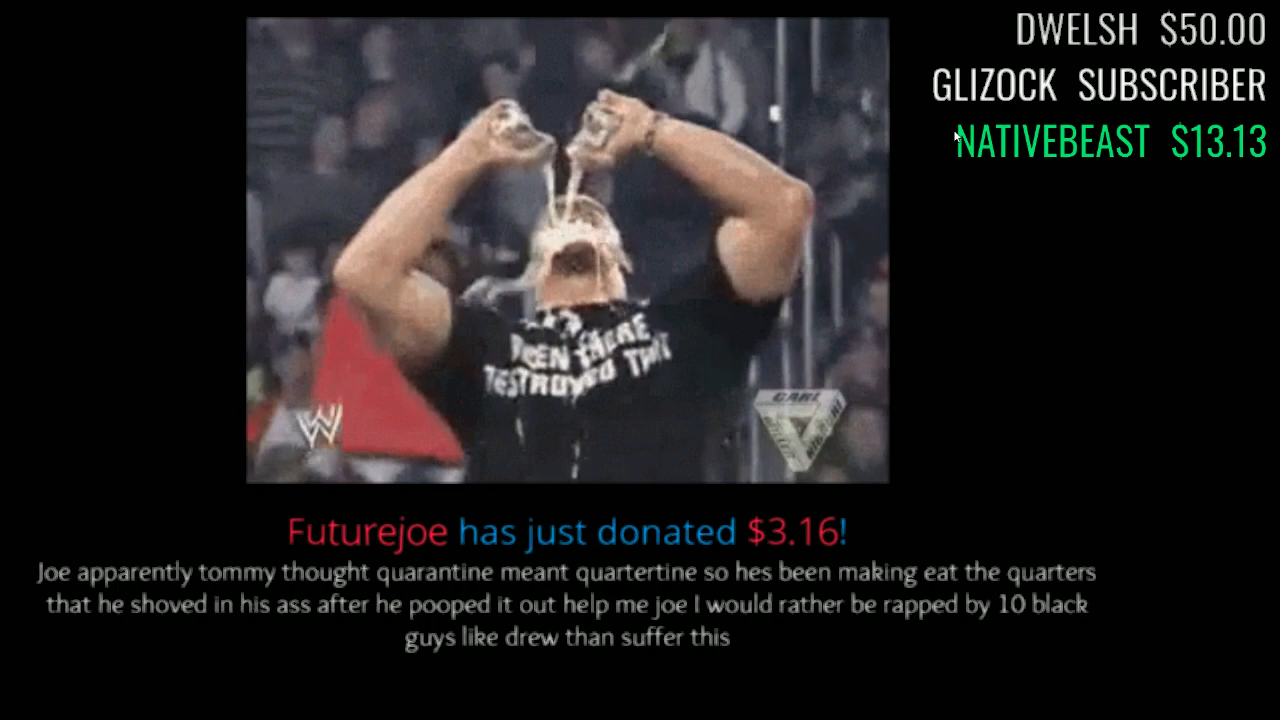 DWELSH $50.00
GLIZOCK SUBSCRIBER
NATIVEBEAST $13.13
BEEN THERE
DESTROYED THAT
W
Futurejoe has just donated $3.16!
Joe apparently tommy thought quarantine meant quartertine so hes been making eat the quarters
that he shoved in his ass after he pooped it out help me joe I would rather be rapped by 10 black
guys like drew than suffer this